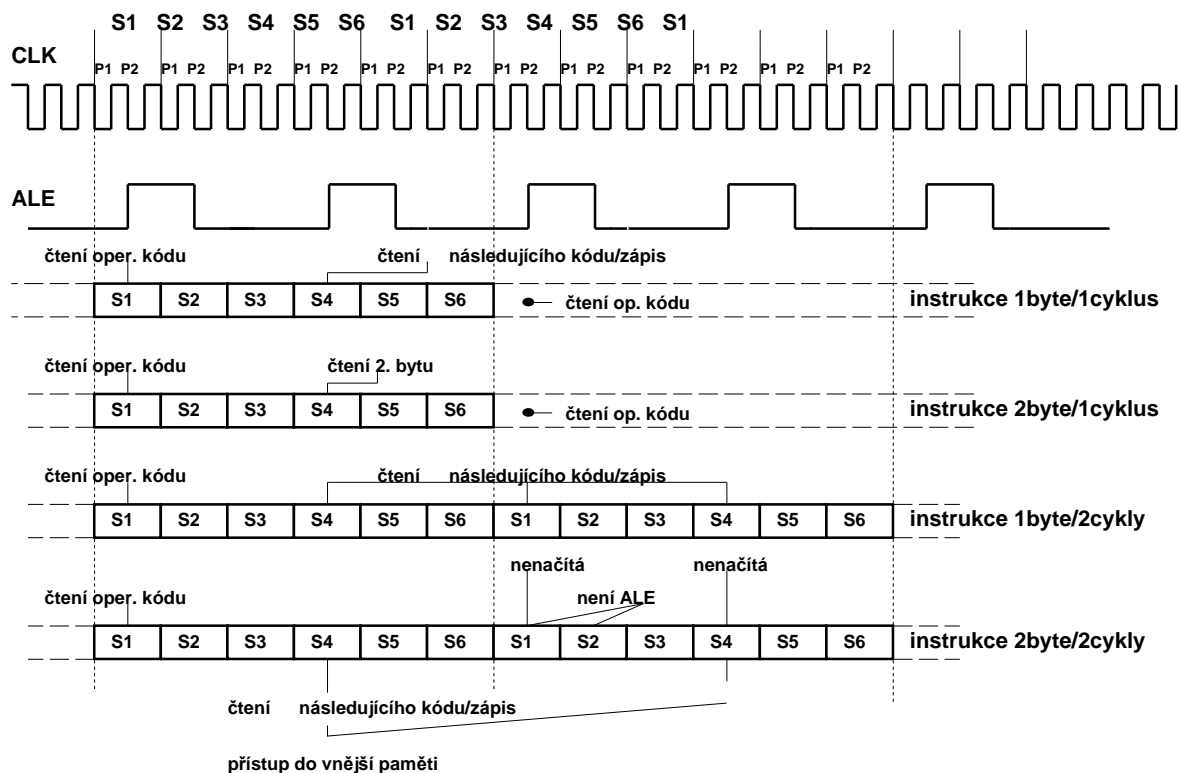 S1 S2 S3 S4 S5 S6 S1 S2 S3 S4 S5 S6 S1
CLK
P1 P2 P1 P2 P1 P2 P1 P2 P1 P2 P1 P2 P1 P2 P1 P2 P1 P2 P1 P2 P1 P2 P1 P2
ALE
čtení oper. kódu čtení následujícího kódu/zápis
S1 S2 S3 S4 S5 S6 čtení op. kódu instrukce 1byte/1cyklus
čtení oper. kódu čtení 2. bytu
S1 S2 S3 S4 S5 S6 čtení op. kódu instrukce 2byte/1cyklus
čtení oper. kódu čtení následujícího kódu/zápis
S1 S2 S3 S4 S5 S6 S1 S2 S3 S4 S5 S6 instrukce 1byte/2cykly
nenačítá nenačítá
čtení oper. kódu není ALE
S1 S2 S3 S4 S5 S6 S1 S2 S3 S4 S5 S6 instrukce 2byte/2cykly
čtení následujícího kódu/zápis
přístup do vnější paměti